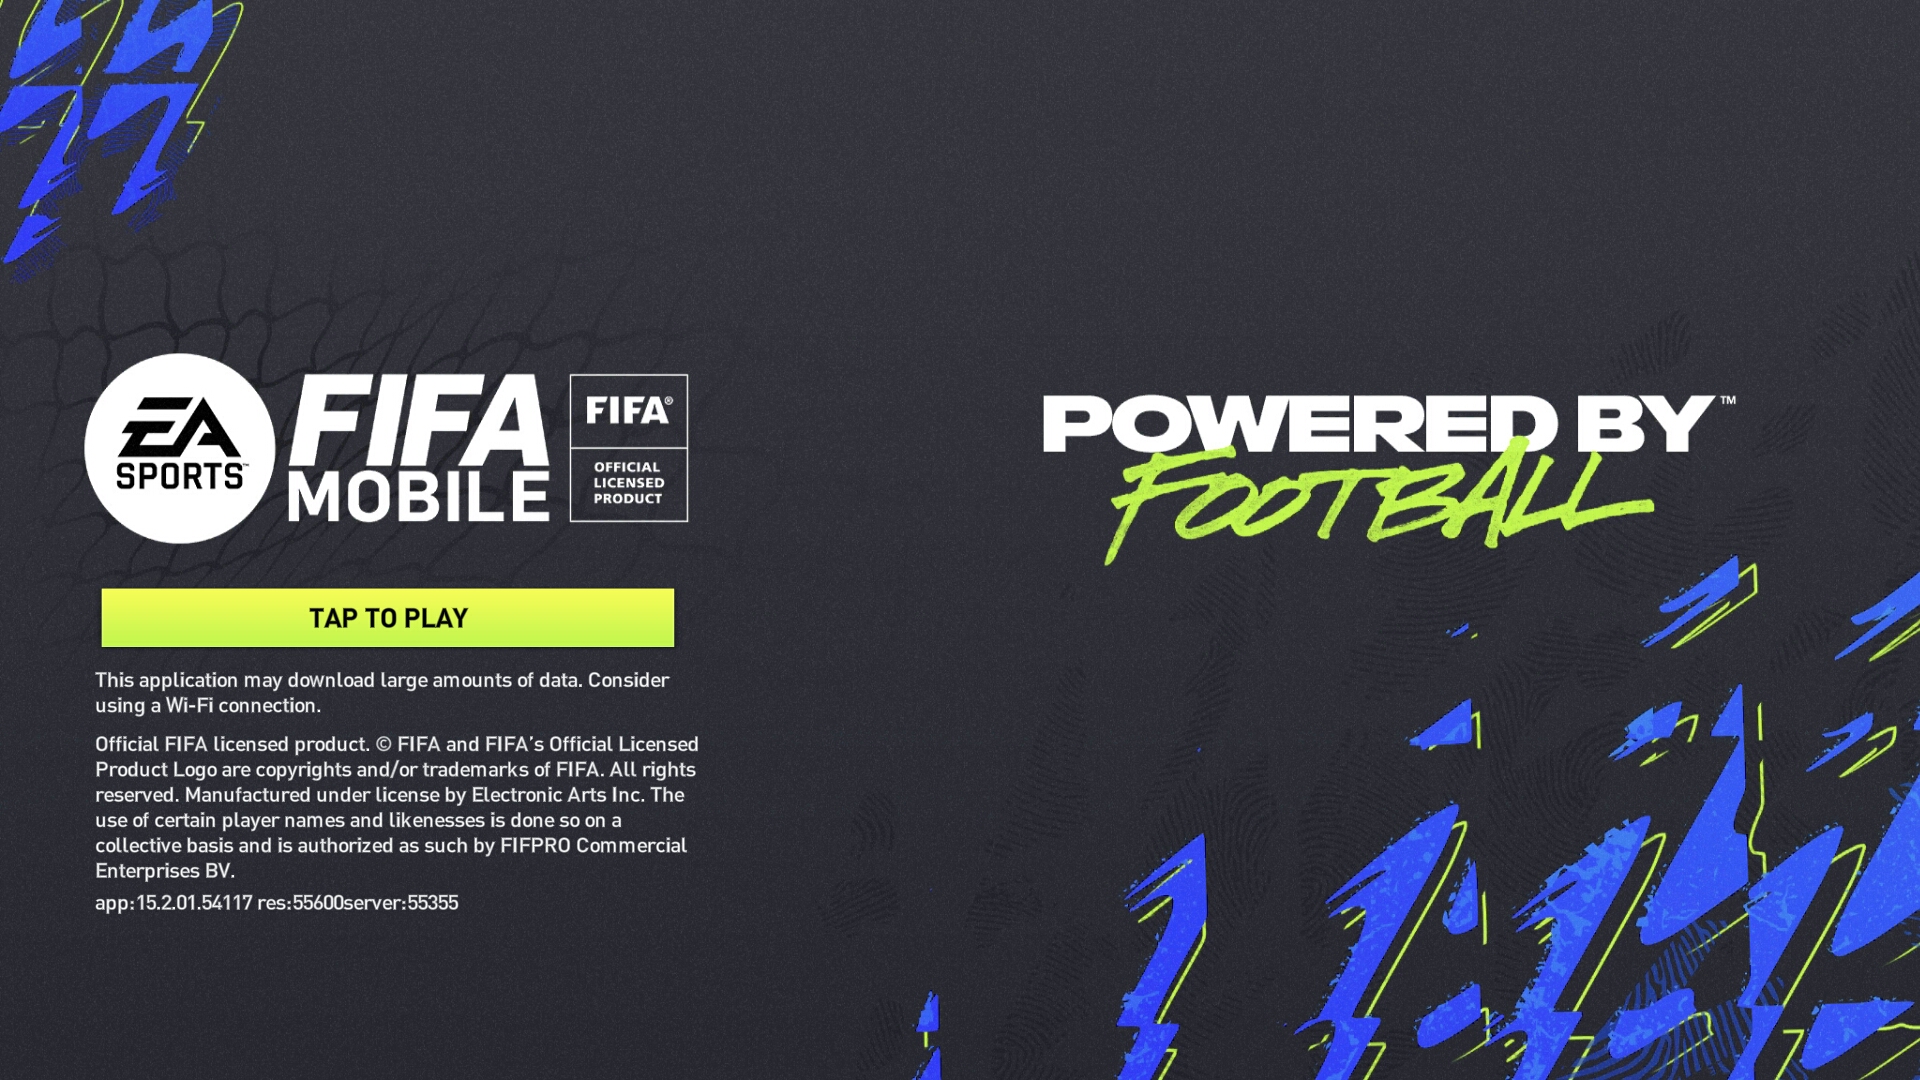 EA
SPORTS™
FIFA
MOBILE
FIFA®
OFFICIAL
LICENSED
PRODUCT
POWERED BY™
FOOTBALL
TAP TO PLAY
This application may download large amounts of data. Consider
using a Wi-Fi connection.
Official FIFA licensed product. © FIFA and FIFA's Official Licensed
Product Logo are copyrights and/or trademarks of FIFA. All rights
reserved. Manufactured under license by Electronic Arts Inc. The
use of certain player names and likenesses is done so on a
collective basis and is authorized as such by FIFPRO Commercial
Enterprises BV.
app:15.2.01.54117 res:55600server:55355